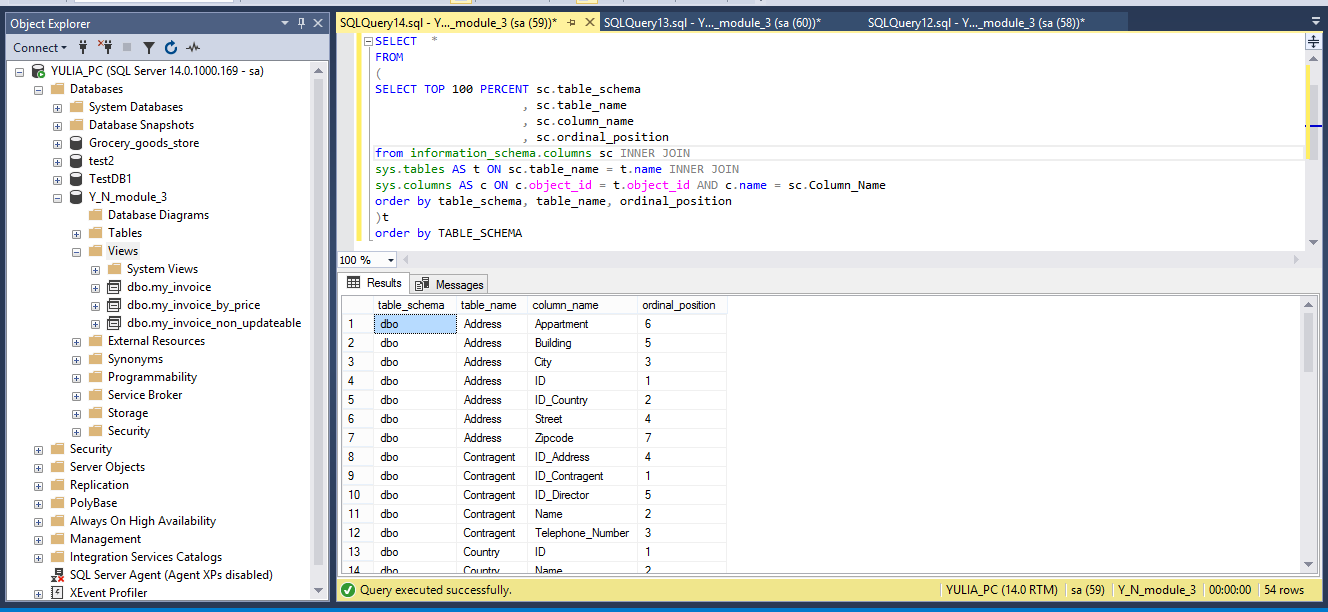 Object Explorer
Connect
YULIA_PC (SQL Server 14.0.1000.169 - sa)
Databases
System Databases
Database Snapshots
Grocery_goods_store
test2
TestDB1
Y_N_module_3
Database Diagrams
Tables
Views
System Views
dbo.my_invoice
dbo.my_invoice_by_price
dbo.my_invoice_non_updateable
External Resources
Synonyms
Programmability
Service Broker
Storage
Security
Security
Server Objects
Replication
PolyBase
Always On High Availability
Management
Integration Services Catalogs
SQL Server Agent (Agent XPs disabled)
XEvent Profiler
SQLQuery14.sql - Y..._module_3 (sa (59))* SQLQuery13.sql - Y..._module_3 (sa (60))* SQLQuery12.sql - Y..._module_3 (sa (58))*
SELECT *
FROM
(
SELECT TOP 100 PERCENT sc.table_schema
, sc.table_name
, sc.column_name
, sc.ordinal_position
from information_schema.columns sc INNER JOIN
sys.tables AS t ON sc.table_name = t.name INNER JOIN
sys.columns AS c ON c.object_id = t.object_id AND c.name = sc.Column_Name
order by table_schema, table_name, ordinal_position
)t
order by TABLE_SCHEMA
100 %
Results Messages
table_schema table_name column_name ordinal_position
1 dbo Address Appartment 6
2 dbo Address Building 5
3 dbo Address City 3
4 dbo Address ID 1
5 dbo Address ID_Country 2
6 dbo Address Street 4
7 dbo Address Zipcode 7
8 dbo Contragent ID_Address 4
9 dbo Contragent ID_Contragent 1
10 dbo Contragent ID_Director 5
11 dbo Contragent Name 2
12 dbo Contragent Telephone_Number 3
13 dbo Country ID 1
14 dbo Country Name 2
Query executed successfully. YULIA_PC (14.0 RTM) sa (59) Y_N_module_3 00:00:00 54 rows